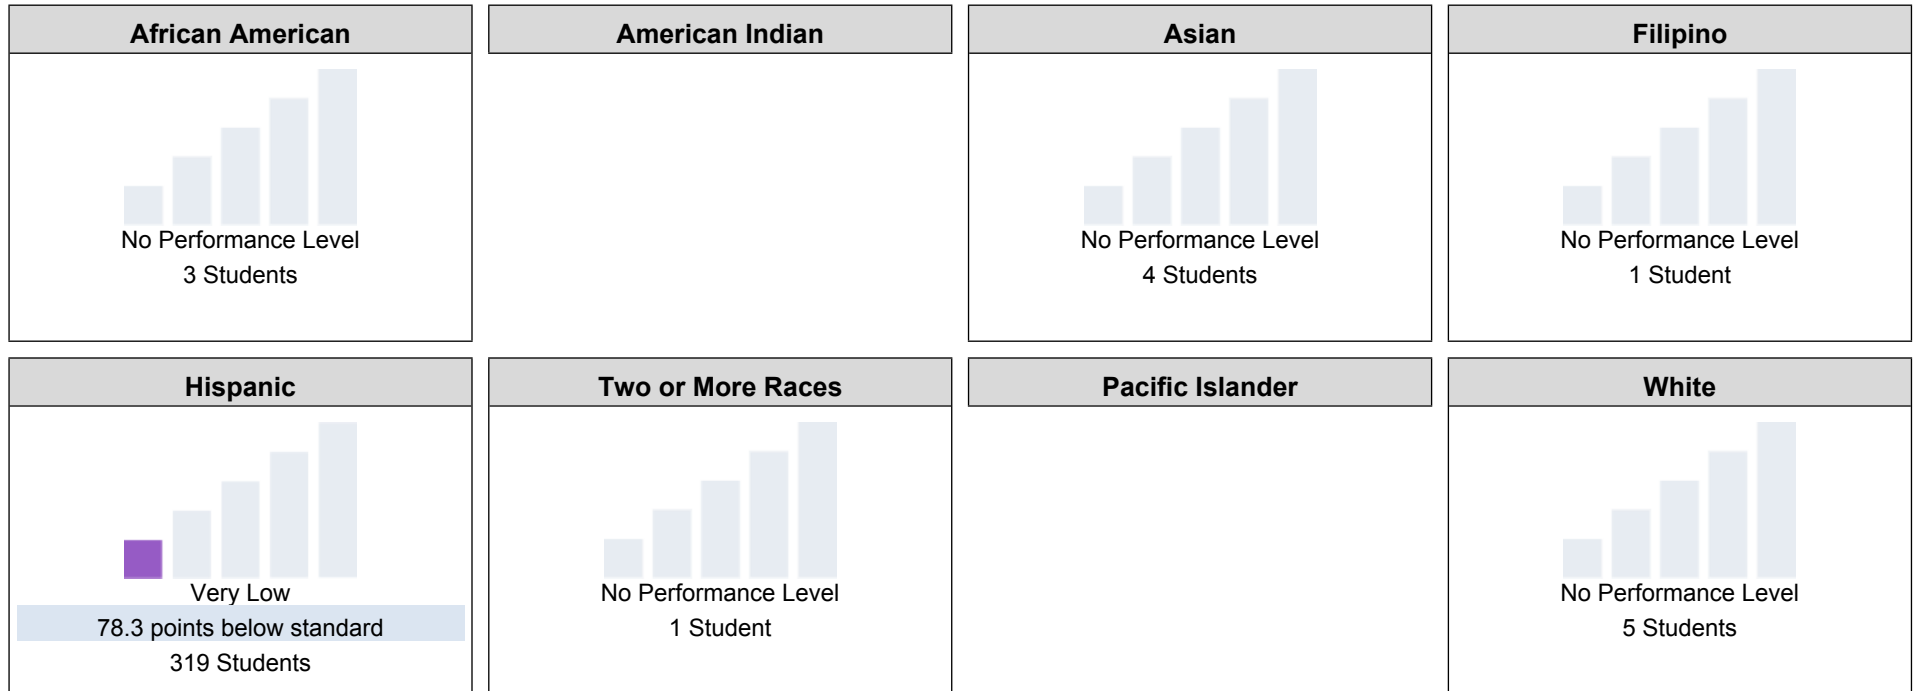 African American
No Performance Level
3 Students
American Indian
Asian
No Performance Level
4 Students
Filipino
No Performance Level
1 Student
Hispanic
Very Low
78.3 points below standard
319 Students
Two or More Races
No Performance Level
1 Student
Pacific Islander
White
No Performance Level
5 Students